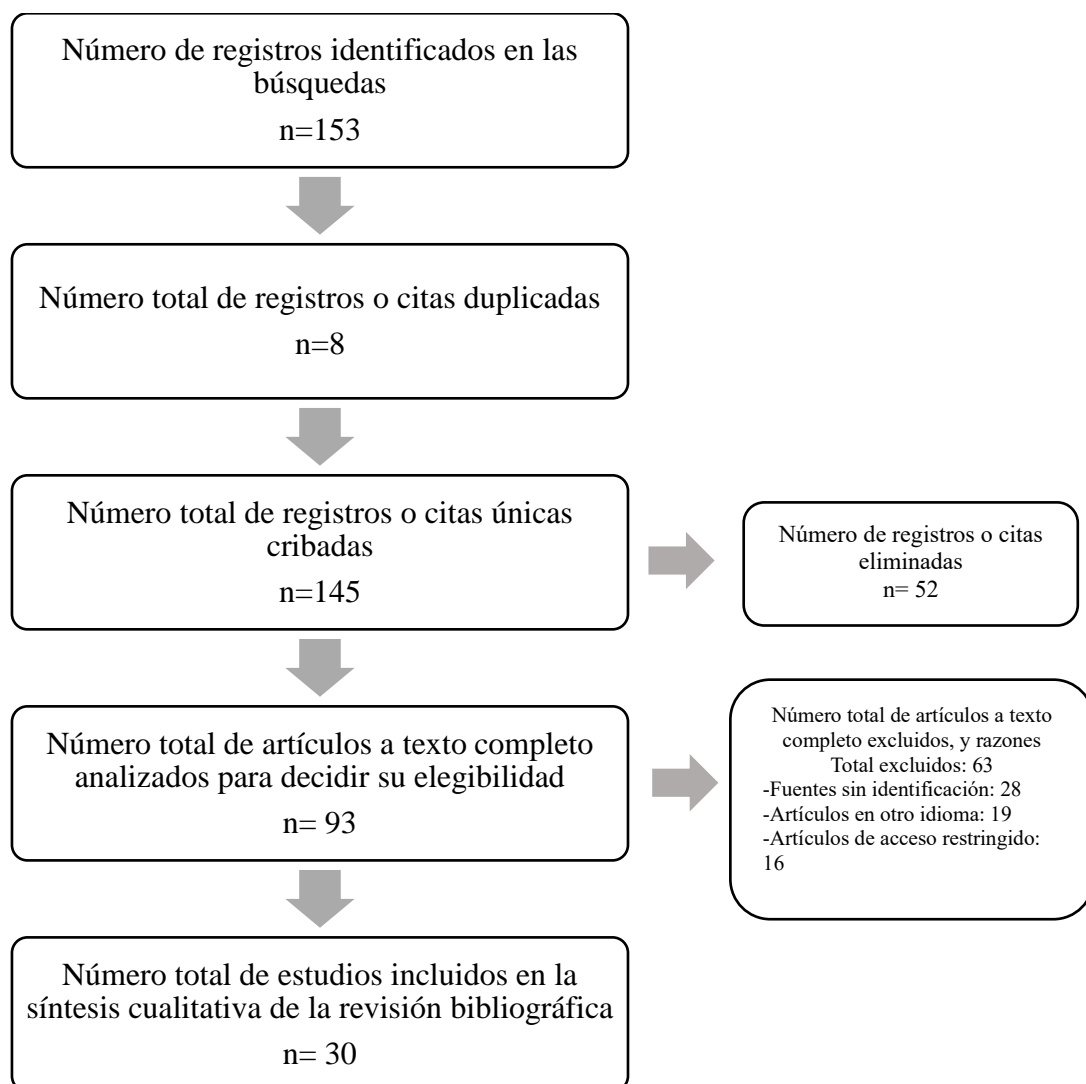 Número de registros identificados en las
búsquedas
n=153
Número total de registros o citas duplicadas
n=8
Número total de registros o citas únicas
cribadas
n=145
Número de registros o citas
eliminadas
n= 52
Número total de artículos a texto completo
analizados para decidir su elegibilidad
n= 93
Número total de artículos a texto
completo excluidos, y razones
Total excluidos: 63
-Fuentes sin identificación: 28
-Artículos en otro idioma: 19
-Artículos de acceso restringido:
16
Número total de estudios incluidos en la
síntesis cualitativa de la revisión bibliográfica
n= 30